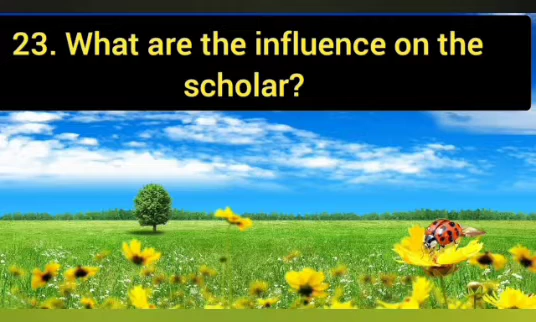 23. What are the influence on the
scholar?